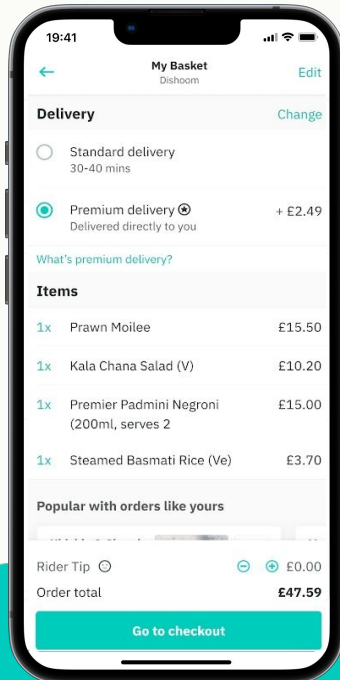 19:41
My Basket
Dishoom
Edit
Delivery
Change
Standard delivery
30-40 mins
Premium delivery
+ £2.49
Delivered directly to you
What's premium delivery?
Items
1x Prawn Moilee £15.50
1x Kala Chana Salad (V) £10.20
1x Premier Padmini Negroni £15.00
(200ml, serves 2
1x Steamed Basmati Rice (Ve) £3.70
Popular with orders like yours
Rider Tip £0.00
Order total £47.59
Go to checkout